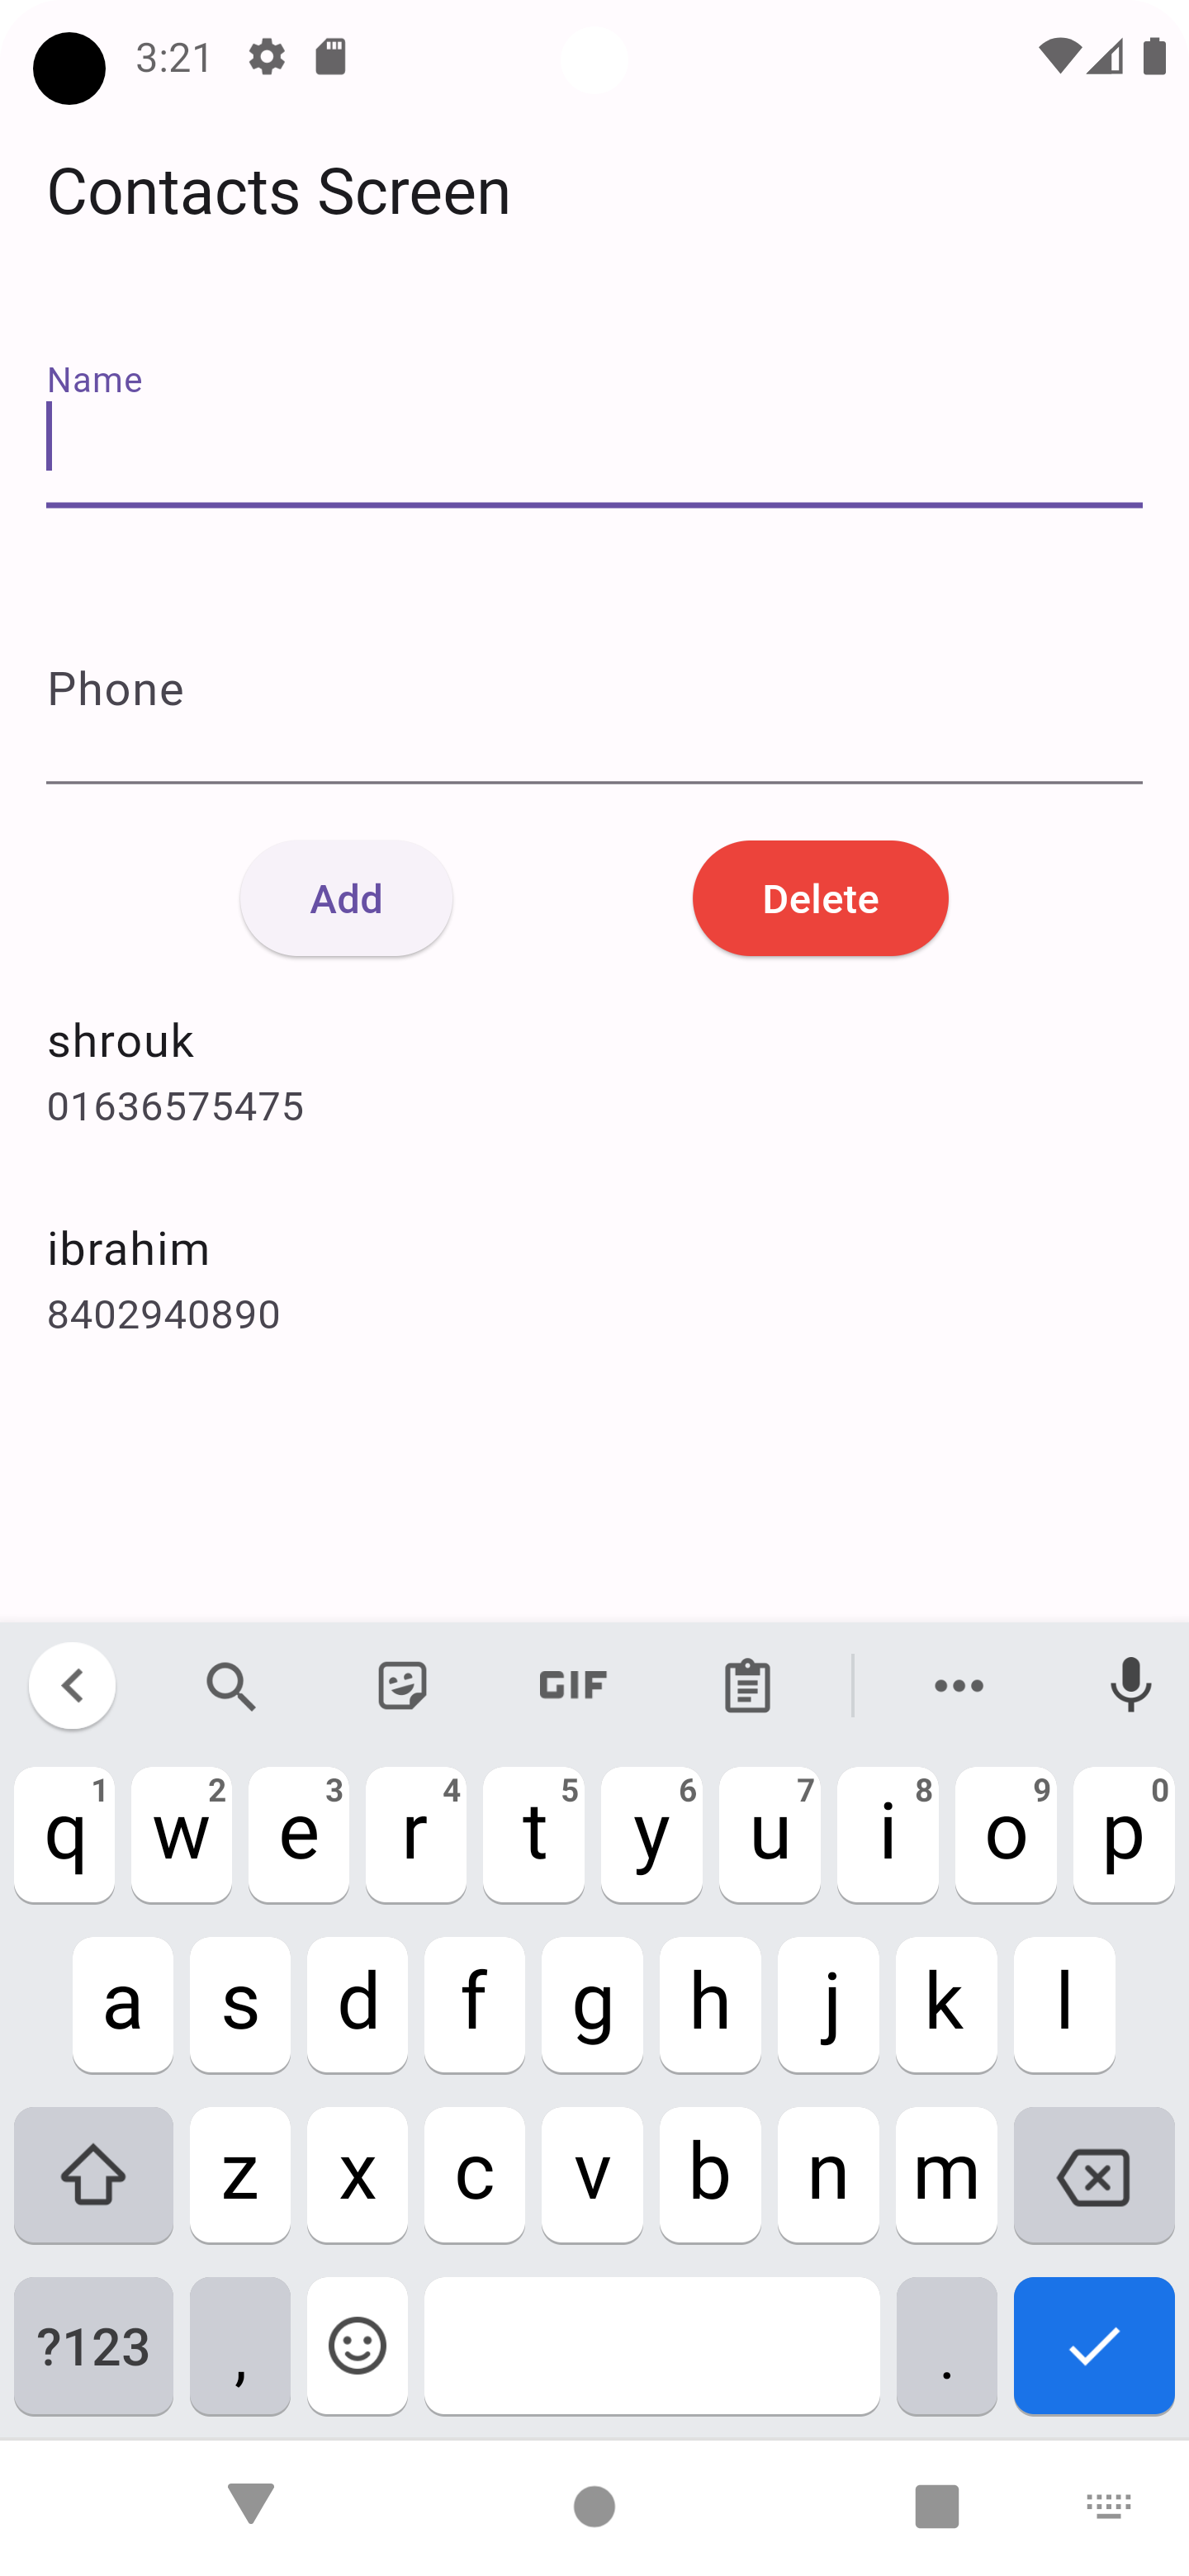 3:21
Contacts Screen
Name
Phone
Add Delete
shrouk
01636575475
ibrahim
8402940890
GIF
1 2 3 4 5 6 7 8 9 0
q w e r t y u i o p
a s d f g h j k l
z x c v b n m
?123 , .